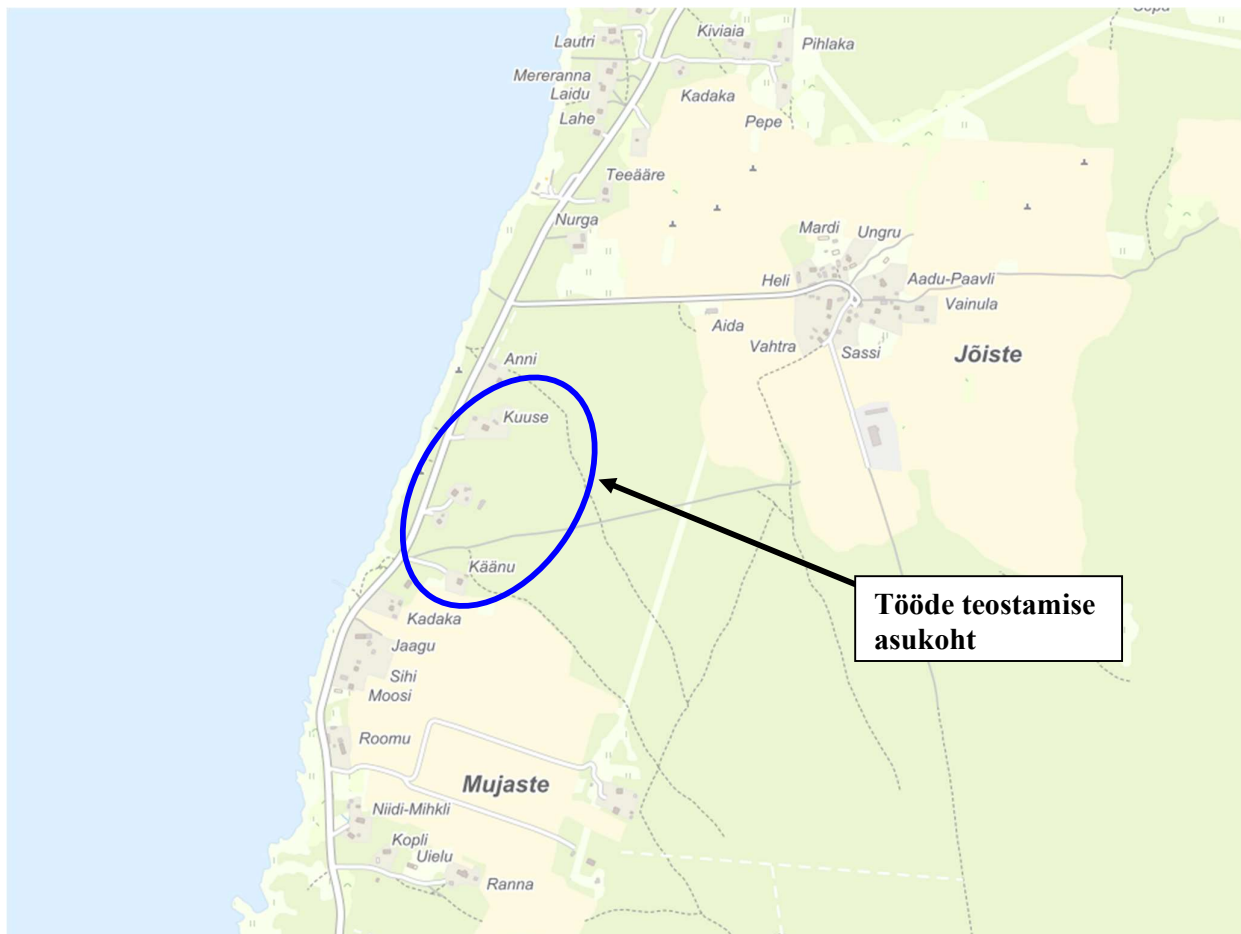 Lautri
Kiviaia
Pihlaka
Mereranna
Laidu
Kadaka
Lahe
Pepe
Teeääre
Nurga
Mardi
Ungru
Heli
Aadu-Paavli
Vainula
Aida
Vahtra
Sassi
Jõiste
Anni
Kuuse
Käänu
Tööde teostamise
asukoht
Kadaka
Jaagu
Sihi
Moosi
Roomu
Mujaste
Niidi-Mihkli
Kopli
Uielu
Ranna